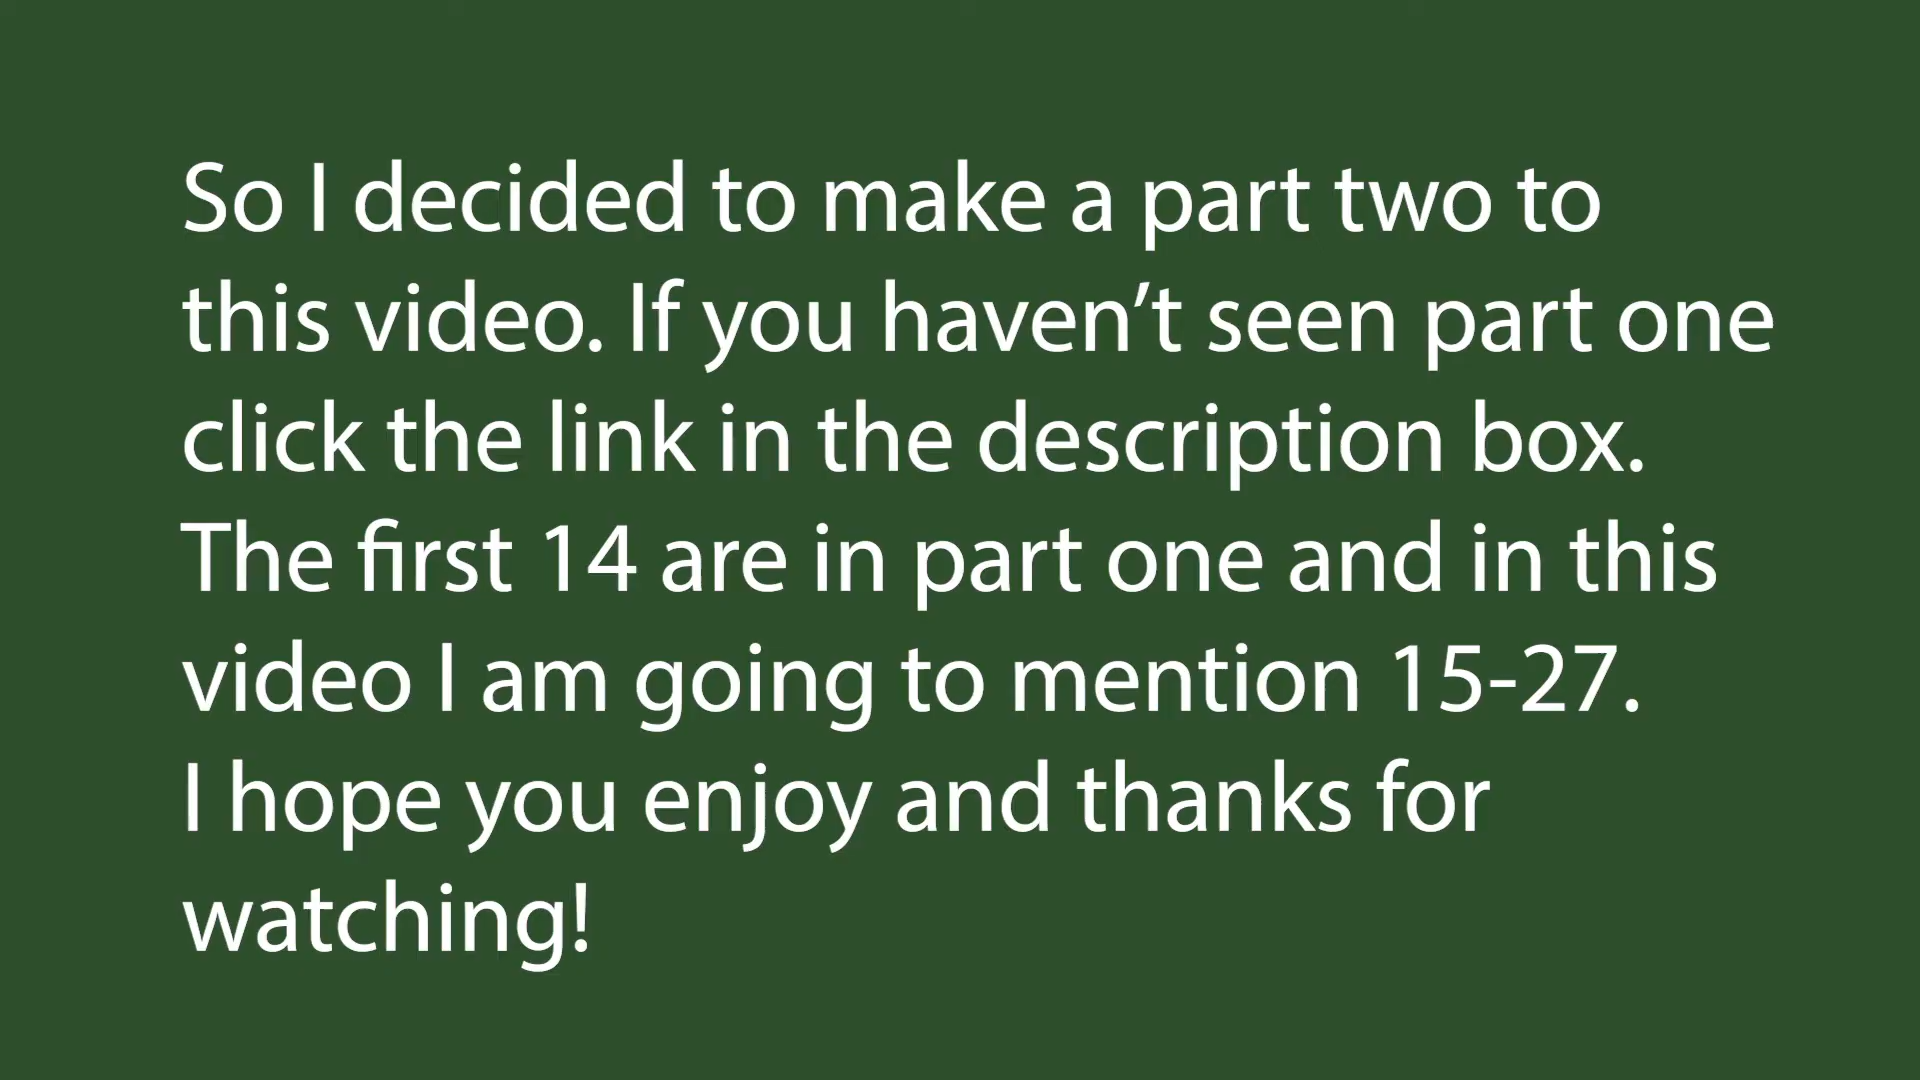 So I decided to make a part two to
this video. If you haven’t seen part one
click the link in the description box.
The first 14 are in part one and in this
video I am going to mention 15-27.
I hope you enjoy and thanks for
watching!